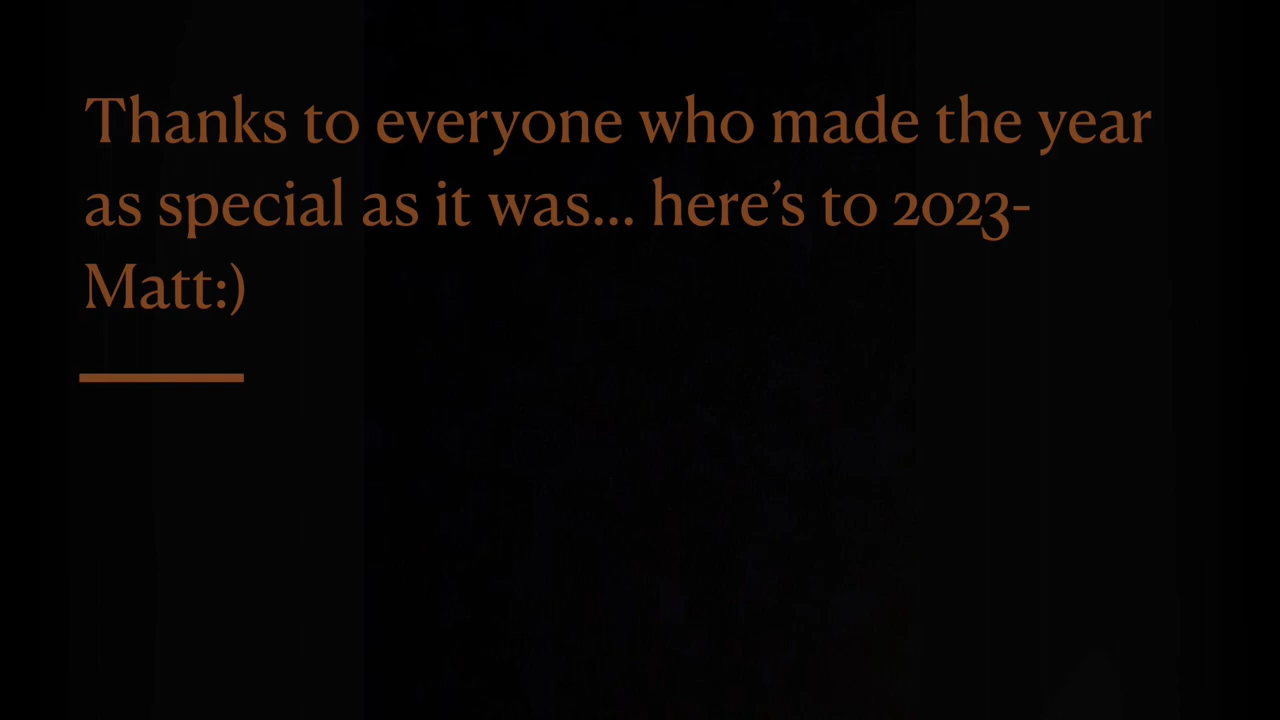 Thanks to everyone who made the year
as special as it was... here’s to 2023-
Matt:)